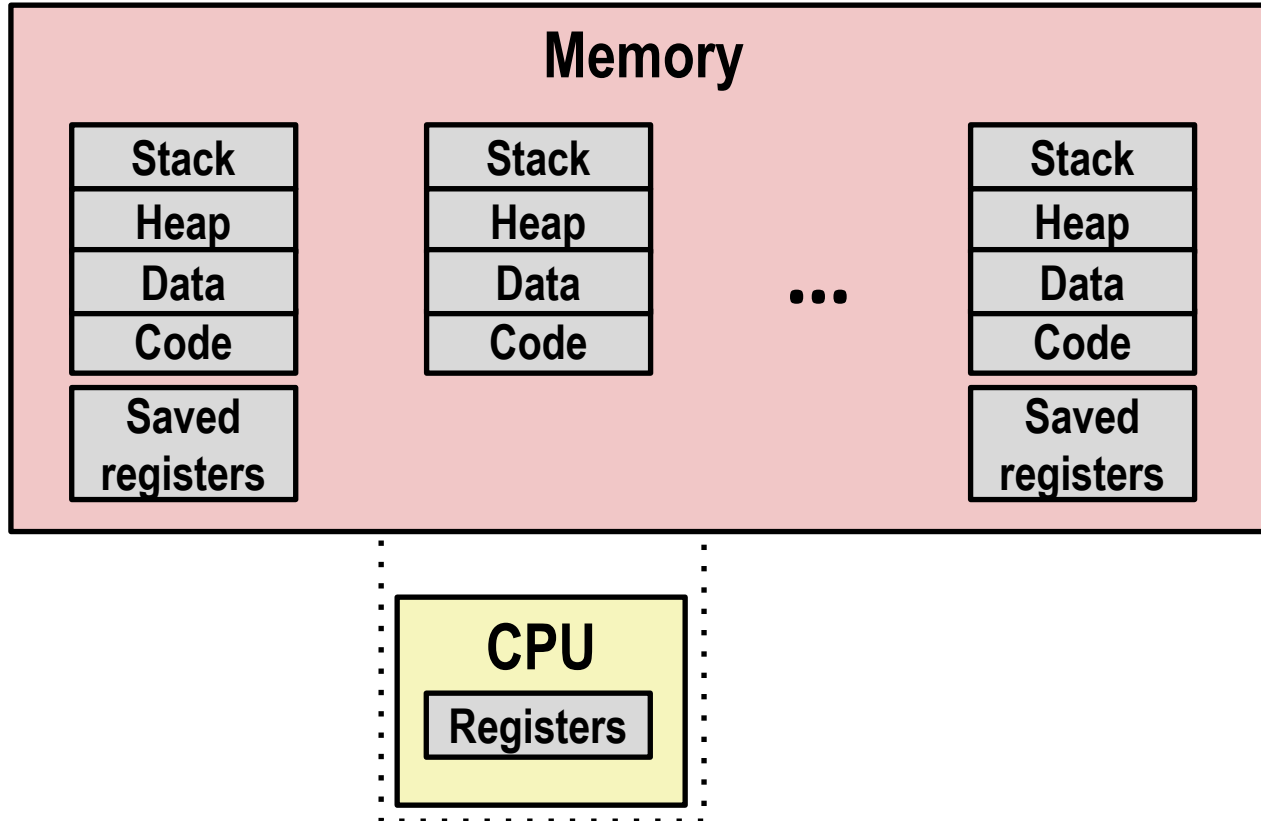 Memory
Stack
Heap
Data
Code
Saved
registers
Stack
Heap
Data
Code
...
Stack
Heap
Data
Code
Saved
registers
CPU
Registers